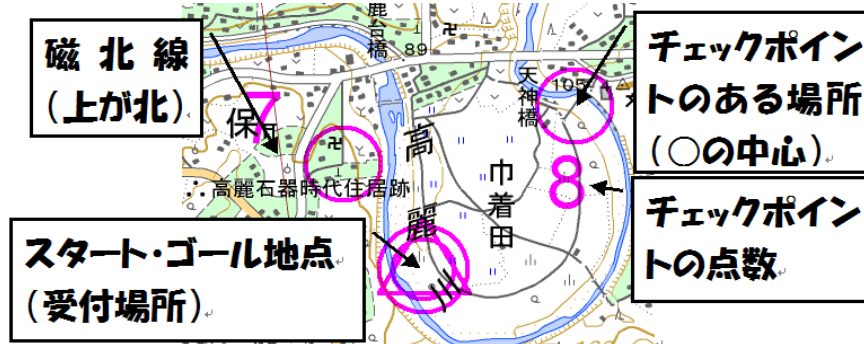 磁北線
(上が北)
チェックポイン
トのある場所
(○の中心)
チェックポイン
トの点数
スタート・ゴール地点
(受付場所)
麗台橋
89
天神橋
105
7
8
高麗石器時代住居跡
高麗川
巾着田